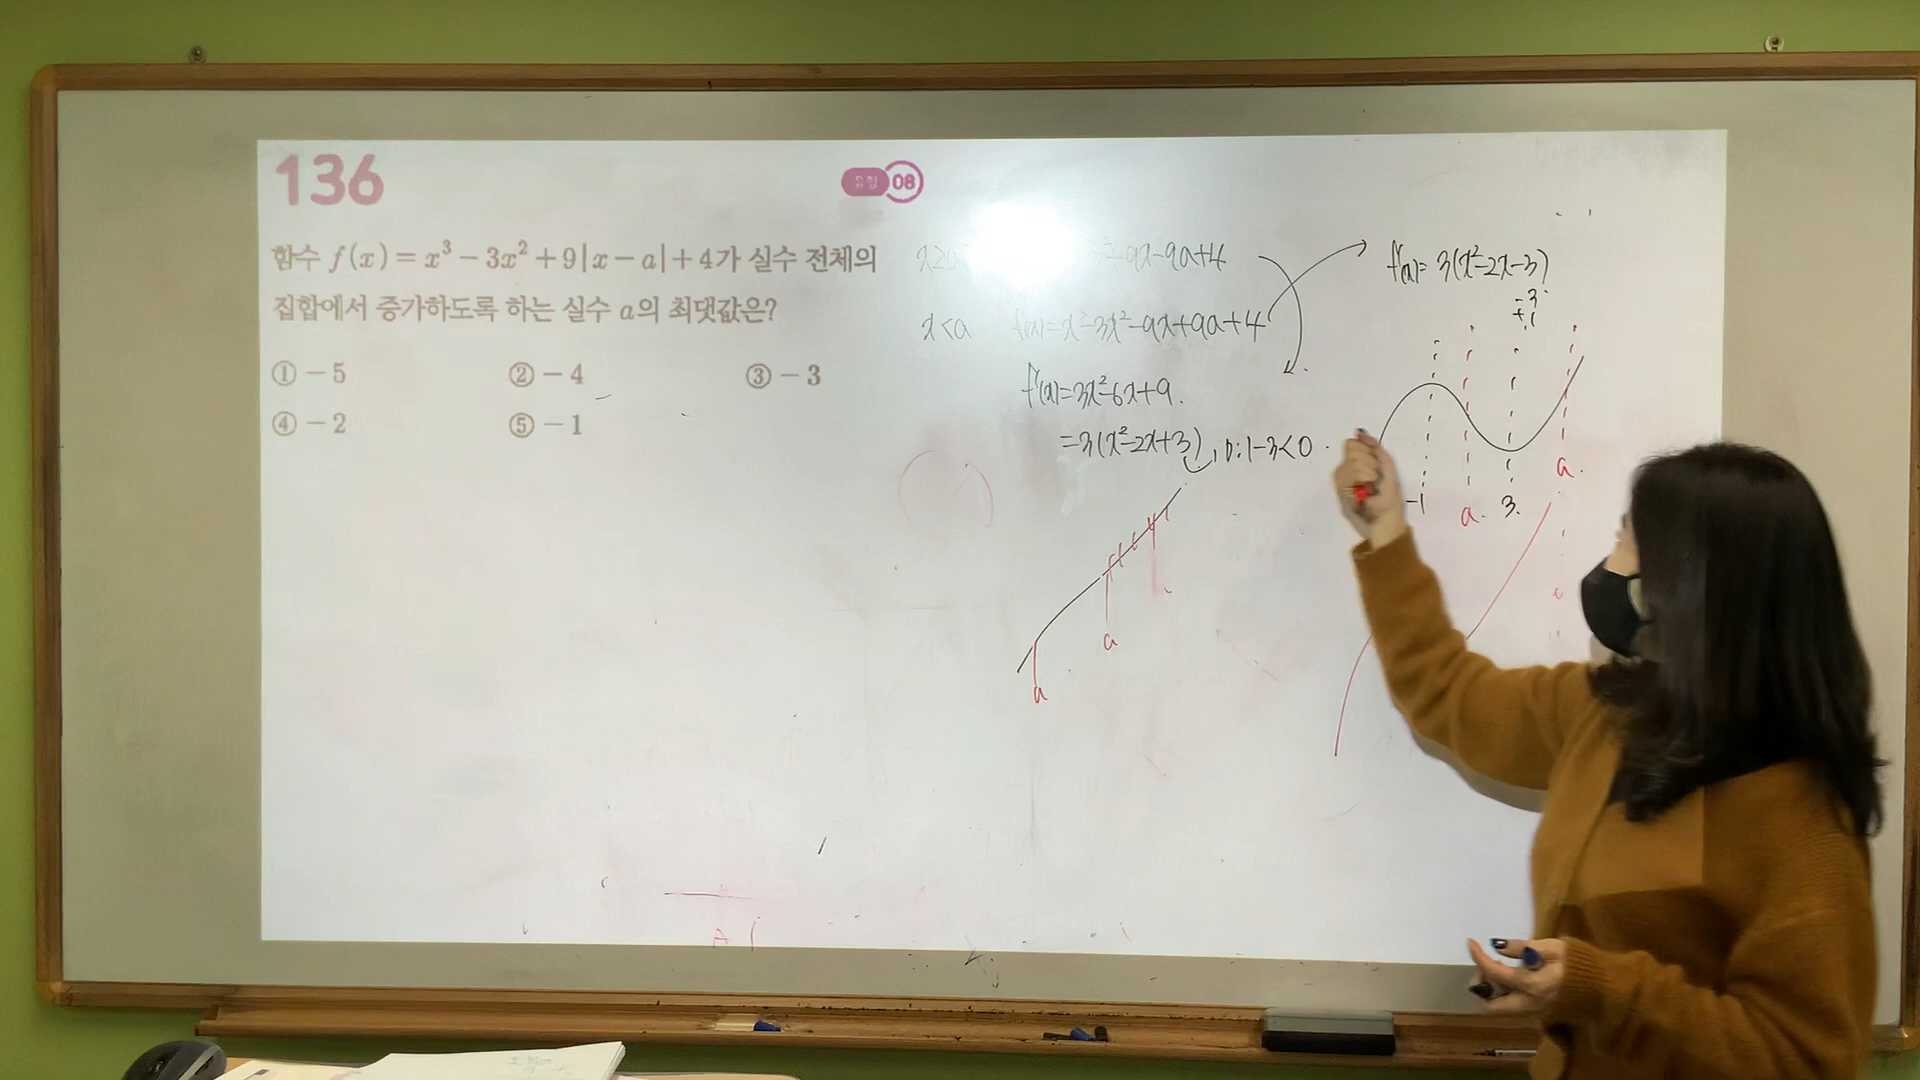 136
유형 08
함수 f(x)=x³-3x²+9|x-a|+4가 실수 전체의
집합에서 증가하도록 하는 실수 a의 최댓값은?
① -5 ② -4 ③ -3
④ -2 ⑤ -1
x≥a -9a+4
x<a f(x)=x³-3x²-9x+9a+4
f'(x)=3x²-6x+9.
=3(x²-2x+3), D:1-3<0
a
a
f'(x)=3(x²-2x-3)
-3
+1
-1 a 3. a